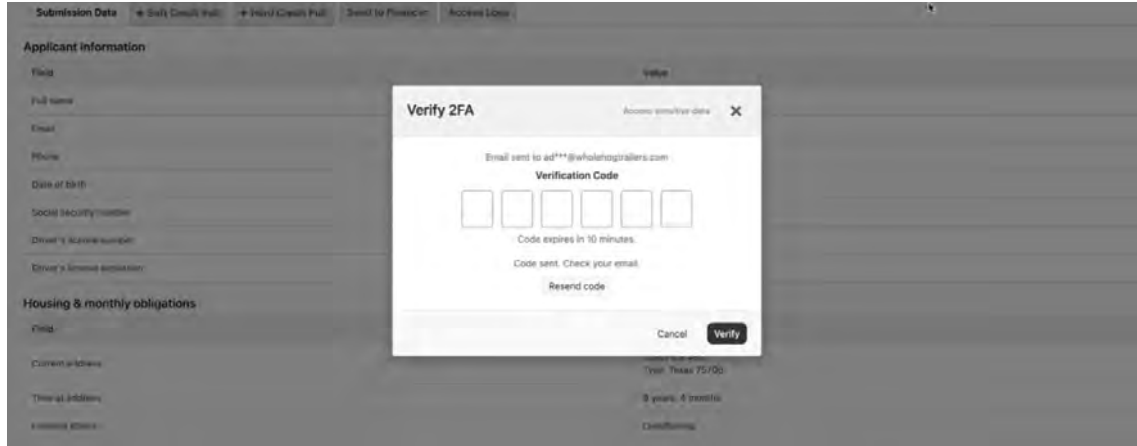 Submission Data + Soft Credit Pull + Hard Credit Pull Send to Financer Access Logs
Applicant information
Field Value
Full name
Email
Phone
Date of birth
Social security number
Driver's license number
Driver's license expiration
Housing & monthly obligations
Field
Current address
Tyler, Texas
Time at address 8 years, 4 months
Verify 2FA
Access sensitive data
Email sent to ad***@wholehogtrailers.com
Verification Code
Code expires in 10 minutes.
Code sent. Check your email.
Resend code
Cancel Verify